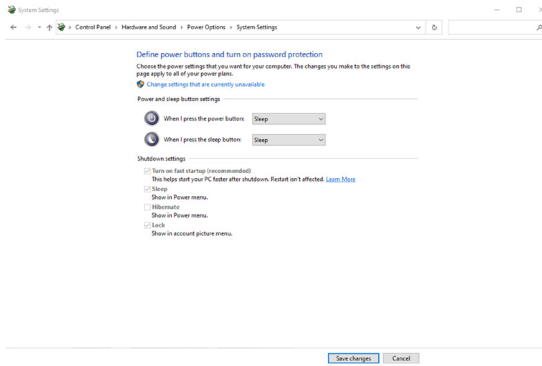 System Settings
Control Panel > Hardware and Sound > Power Options > System Settings
Define power buttons and turn on password protection
Choose the power settings that you want for your computer. The changes you make to the settings on this
page apply to all of your power plans.
Change settings that are currently unavailable
Power and sleep button settings
When I press the power button: Sleep
When I press the sleep button: Sleep
Shutdown settings
Turn on fast startup (recommended)
This helps start your PC faster after shutdown. Restart isn't affected. Learn More
Sleep
Show in Power menu.
Hibernate
Show in Power menu.
Lock
Show in account picture menu.
Save changes Cancel